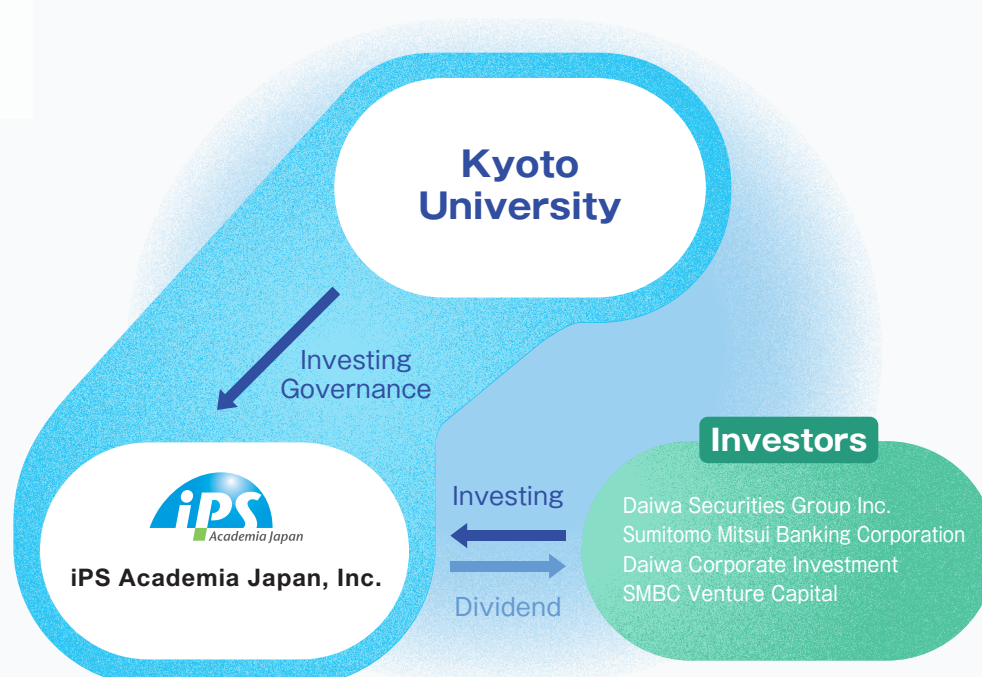 Kyoto
University
Investing
Governance
iPS
Academia Japan
iPS Academia Japan, Inc.
Investing
Dividend
Investors
Daiwa Securities Group Inc.
Sumitomo Mitsui Banking Corporation
Daiwa Corporate Investment
SMBC Venture Capital